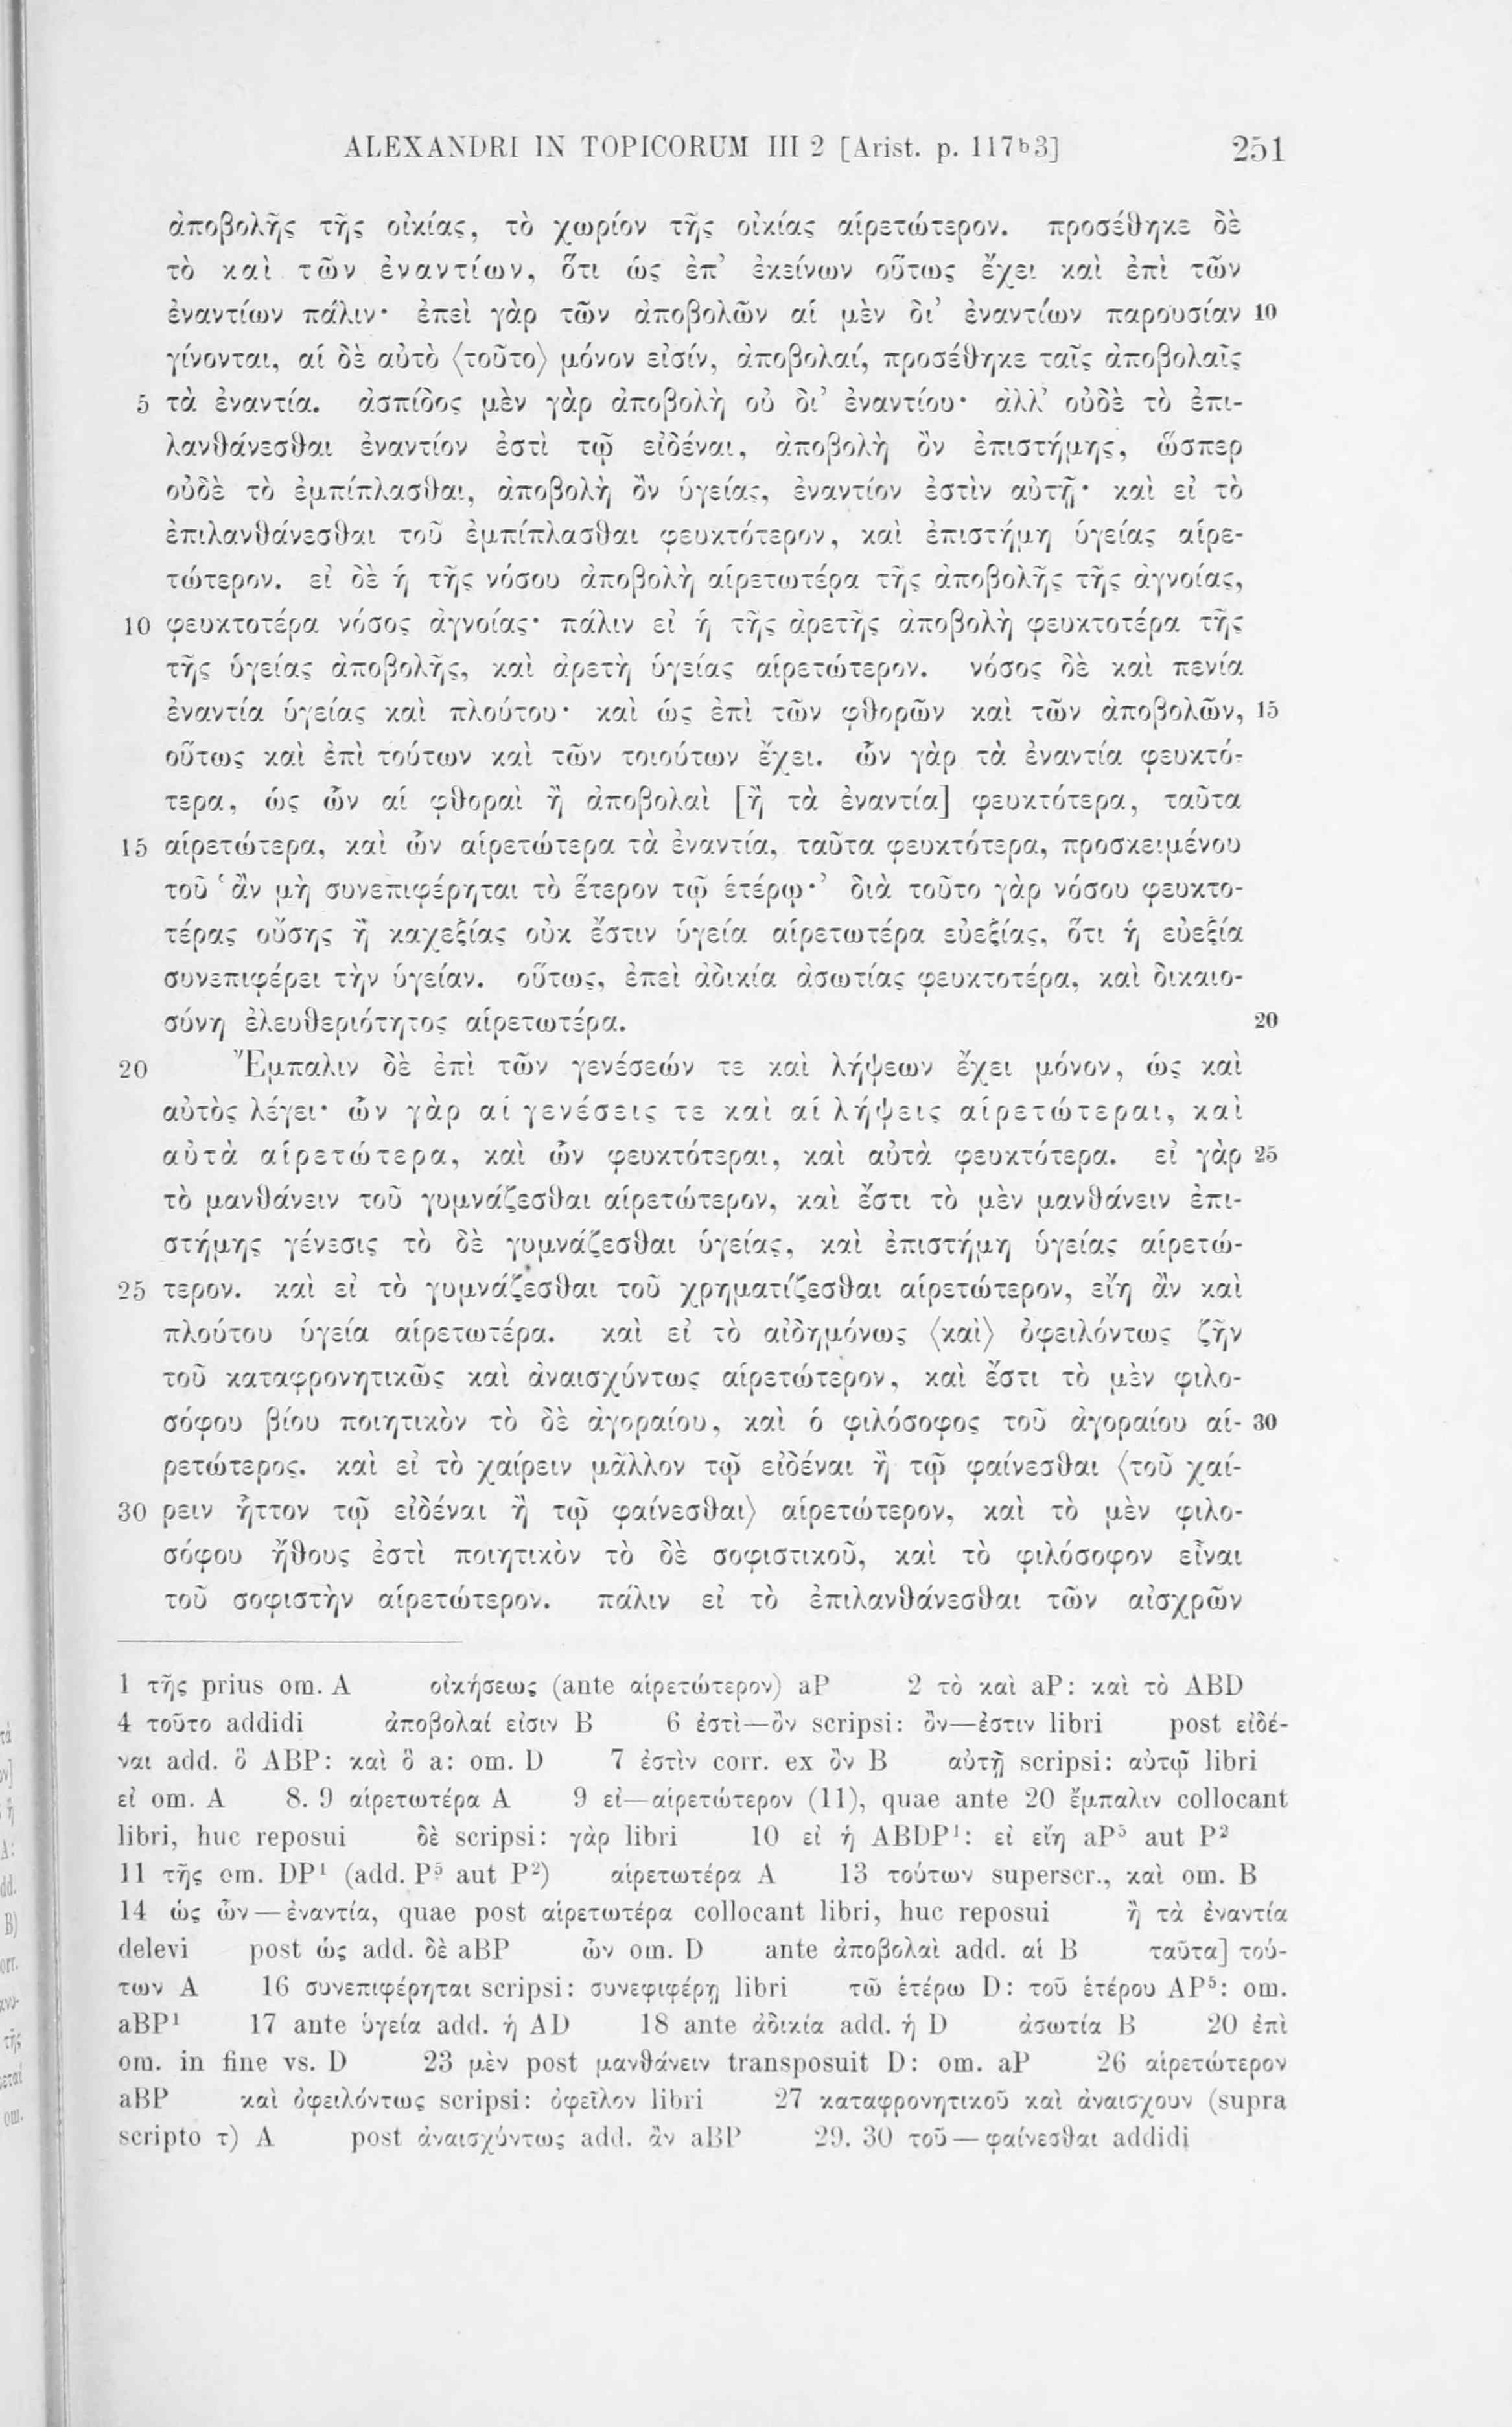 ALEXANDRI IN TOPICORUM III 2 [Arist. p. 117b3] 251
ἀποβολῆς τῆς οἰκίας, τὸ χωρίον τῆς οἰκίας αἱρετώτερον. προσέθηκε δὲ
τὸ καὶ τῶν ἐναντίων, ὅτι ὡς ἐπ’ ἐκείνων οὕτως ἔχει καὶ ἐπὶ τῶν
ἐναντίων πάλιν· ἐπεὶ γὰρ τῶν ἀποβολῶν αἱ μὲν δι’ ἐναντίων παρουσίαν 10
γίνονται, αἱ δὲ αὐτὸ ⟨τοῦτο⟩ μόνον εἰσίν, ἀποβολαί, προσέθηκε ταῖς ἀποβολαῖς
5 τὰ ἐναντία. ἀσπίδος μὲν γὰρ ἀποβολὴ οὐ δι’ ἐναντίου· ἀλλ’ οὐδὲ τὸ ἐπι-
λανθάνεσθαι ἐναντίον ἐστὶ τῷ εἰδέναι, ἀποβολὴ ὂν ἐπιστήμης, ὥσπερ
οὐδὲ τὸ ἐμπίπλασθαι, ἀποβολὴ ὂν ὑγείας, ἐναντίον ἐστὶν αὐτῇ· καὶ εἰ τὸ
ἐπιλανθάνεσθαι τοῦ ἐμπίπλασθαι φευκτότερον, καὶ ἐπιστήμη ὑγείας αἱρε-
τώτερον. εἰ δὲ ἡ τῆς νόσου ἀποβολὴ αἱρετωτέρα τῆς ἀποβολῆς τῆς ἀγνοίας,
10 φευκτοτέρα νόσος ἀγνοίας· πάλιν εἰ ἡ τῆς ἀρετῆς ἀποβολὴ φευκτοτέρα τῆς
τῆς ὑγείας ἀποβολῆς, καὶ ἀρετὴ ὑγείας αἱρετώτερον. νόσος δὲ καὶ πενία
ἐναντία ὑγείας καὶ πλούτου· καὶ ὡς ἐπὶ τῶν φθορῶν καὶ τῶν ἀποβολῶν, 15
οὕτως καὶ ἐπὶ τούτων καὶ τῶν τοιούτων ἔχει. ὧν γὰρ τὰ ἐναντία φευκτό-
τερα, ὡς ὧν αἱ φθοραὶ ἢ ἀποβολαὶ [ἢ τὰ ἐναντία] φευκτότερα, ταῦτα
15 αἱρετώτερα, καὶ ὧν αἱρετώτερα τὰ ἐναντία, ταῦτα φευκτότερα, προσκειμένου
τοῦ ‘ἂν μὴ συνεπιφέρηται τὸ ἕτερον τῷ ἑτέρῳ·’ διὰ τοῦτο γὰρ νόσου φευκτο-
τέρας οὔσης ἢ καχεξίας οὐκ ἔστιν ὑγεία αἱρετωτέρα εὐεξίας, ὅτι ἡ εὐεξία
συνεπιφέρει τὴν ὑγείαν. οὕτως, ἐπεὶ ἀδικία ἀσωτίας φευκτοτέρα, καὶ δικαιο-
σύνη ἐλευθεριότητος αἱρετωτέρα. 20
20 Ἔμπαλιν δὲ ἐπὶ τῶν γενέσεών τε καὶ λήψεων ἔχει μόνον, ὡς καὶ
αὐτὸς λέγει· ὧν γὰρ αἱ γενέσεις τε καὶ αἱ λήψεις αἱρετώτεραι, καὶ
αὐτὰ αἱρετώτερα, καὶ ὧν φευκτότεραι, καὶ αὐτὰ φευκτότερα. εἰ γὰρ 25
τὸ μανθάνειν τοῦ γυμνάζεσθαι αἱρετώτερον, καὶ ἔστι τὸ μὲν μανθάνειν ἐπι-
στήμης γένεσις τὸ δὲ γυμνάζεσθαι ὑγείας, καὶ ἐπιστήμη ὑγείας αἱρετώ-
25 τερον. καὶ εἰ τὸ γυμνάζεσθαι τοῦ χρηματίζεσθαι αἱρετώτερον, εἴη ἂν καὶ
πλούτου ὑγεία αἱρετωτέρα. καὶ εἰ τὸ αἰδημόνως ⟨καὶ⟩ ὀφειλόντως ζῆν
τοῦ καταφρονητικῶς καὶ ἀναισχύντως αἱρετώτερον, καὶ ἔστι τὸ μὲν φιλο-
σόφου βίου ποιητικὸν τὸ δὲ ἀγοραίου, καὶ ὁ φιλόσοφος τοῦ ἀγοραίου αἱ- 30
ρετώτερος. καὶ εἰ τὸ χαίρειν μᾶλλον τῷ εἰδέναι ἢ τῷ φαίνεσθαι ⟨τοῦ χαί-
30 ρειν ἧττον τῷ εἰδέναι ἢ τῷ φαίνεσθαι⟩ αἱρετώτερον, καὶ τὸ μὲν φιλο-
σόφου ἤθους ἐστὶ ποιητικὸν τὸ δὲ σοφιστικοῦ, καὶ τὸ φιλόσοφον εἶναι
τοῦ σοφιστὴν αἱρετώτερον. πάλιν εἰ τὸ ἐπιλανθάνεσθαι τῶν αἰσχρῶν
1 τῆς prius om. A οἰκήσεως (ante αἱρετώτερον) aP 2 τὸ καὶ aP: καὶ τὸ ABD
4 τοῦτο addidi ἀποβολαί εἰσιν B 6 ἐστὶ—ὂν scripsi: ὂν—ἐστιν libri post εἰδέ-
ναι add. ὃ ABP: καὶ ὃ a: om. D 7 ἐστὶν corr. ex ὂν B αὐτῇ scripsi: αὐτῷ libri
εἰ om. A 8. 9 αἱρετωτέρα A 9 εἰ—αἱρετώτερον (11), quae ante 20 ἔμπαλιν collocant
libri, huc reposui δὲ scripsi: γὰρ libri 10 εἰ ἡ ABDP¹: εἰ εἴη aP⁵ aut P²
11 τῆς om. DP¹ (add. P⁵ aut P²) αἱρετωτέρα A 13 τούτων superscr., καὶ om. B
14 ὡς ὧν—ἐναντία, quae post αἱρετωτέρα collocant libri, huc reposui ἢ τὰ ἐναντία
delevi post ὡς add. δὲ aBP ὧν om. D ante ἀποβολαὶ add. αἱ B ταῦτα] τού-
των A 16 συνεπιφέρηται scripsi: συνεφιφέρῃ libri τῶ ἑτέρω D: τοῦ ἑτέρου AP⁵: om.
aBP¹ 17 ante ὑγεία add. ἡ AD 18 ante ἀδικία add. ἡ D ἀσωτία B 20 ἐπὶ
om. in fine vs. D 23 μὲν post μανθάνειν transposuit D: om. aP 26 αἱρετώτερον
aBP καὶ ὀφειλόντως scripsi: ὀφεῖλον libri 27 καταφρονητικοῦ καὶ ἀναισχουν (supra
scripto τ) A post ἀναισχύντως add. ἂν aBP 29. 30 τοῦ—φαίνεσθαι addidi